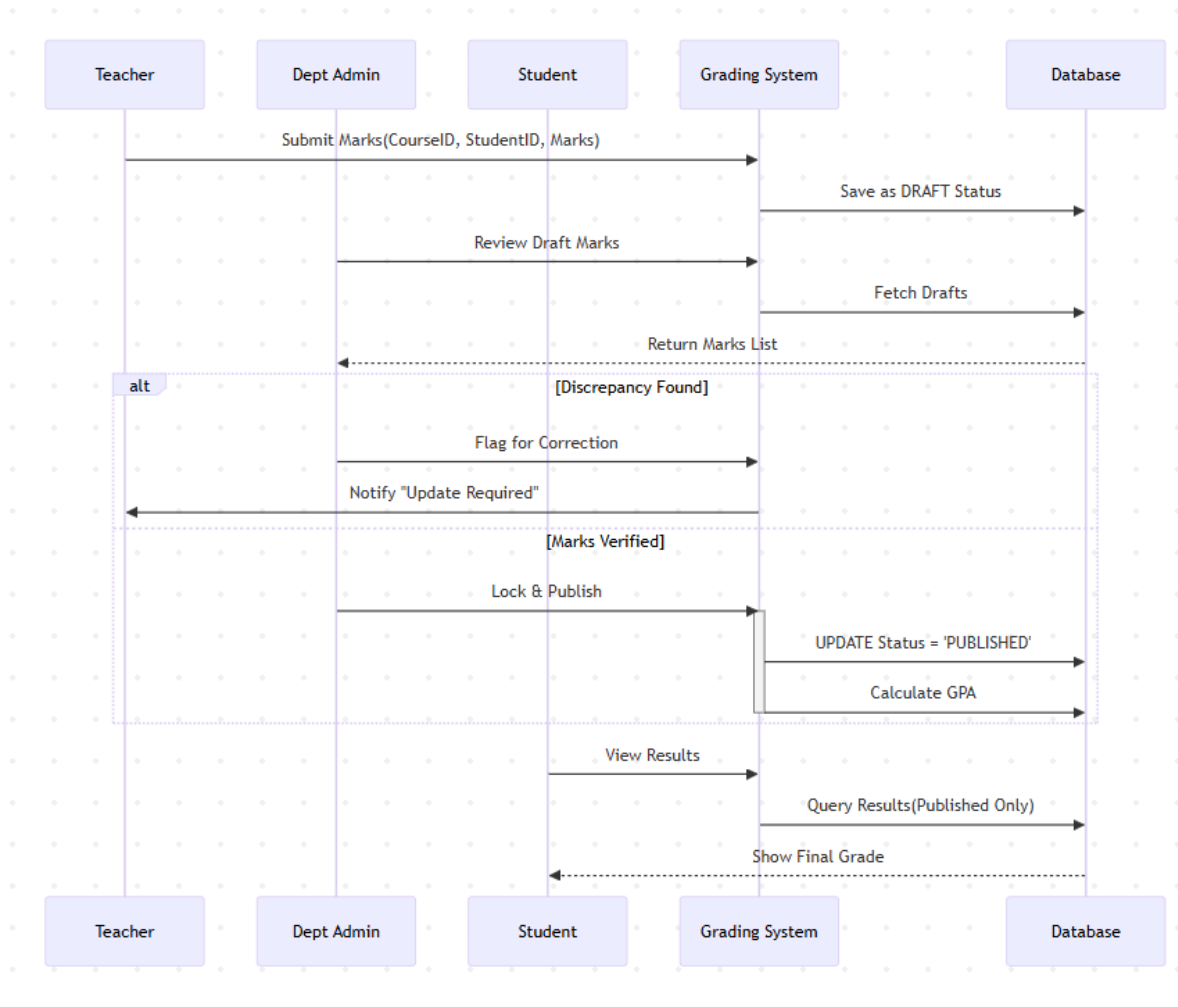 Teacher
Dept Admin
Student
Grading System
Database
Submit Marks(CourseID, StudentID, Marks)
Save as DRAFT Status
Review Draft Marks
Fetch Drafts
Return Marks List
alt
[Discrepancy Found]
Flag for Correction
Notify "Update Required"
[Marks Verified]
Lock & Publish
UPDATE Status = 'PUBLISHED'
Calculate GPA
View Results
Query Results(Published Only)
Show Final Grade
Teacher
Dept Admin
Student
Grading System
Database